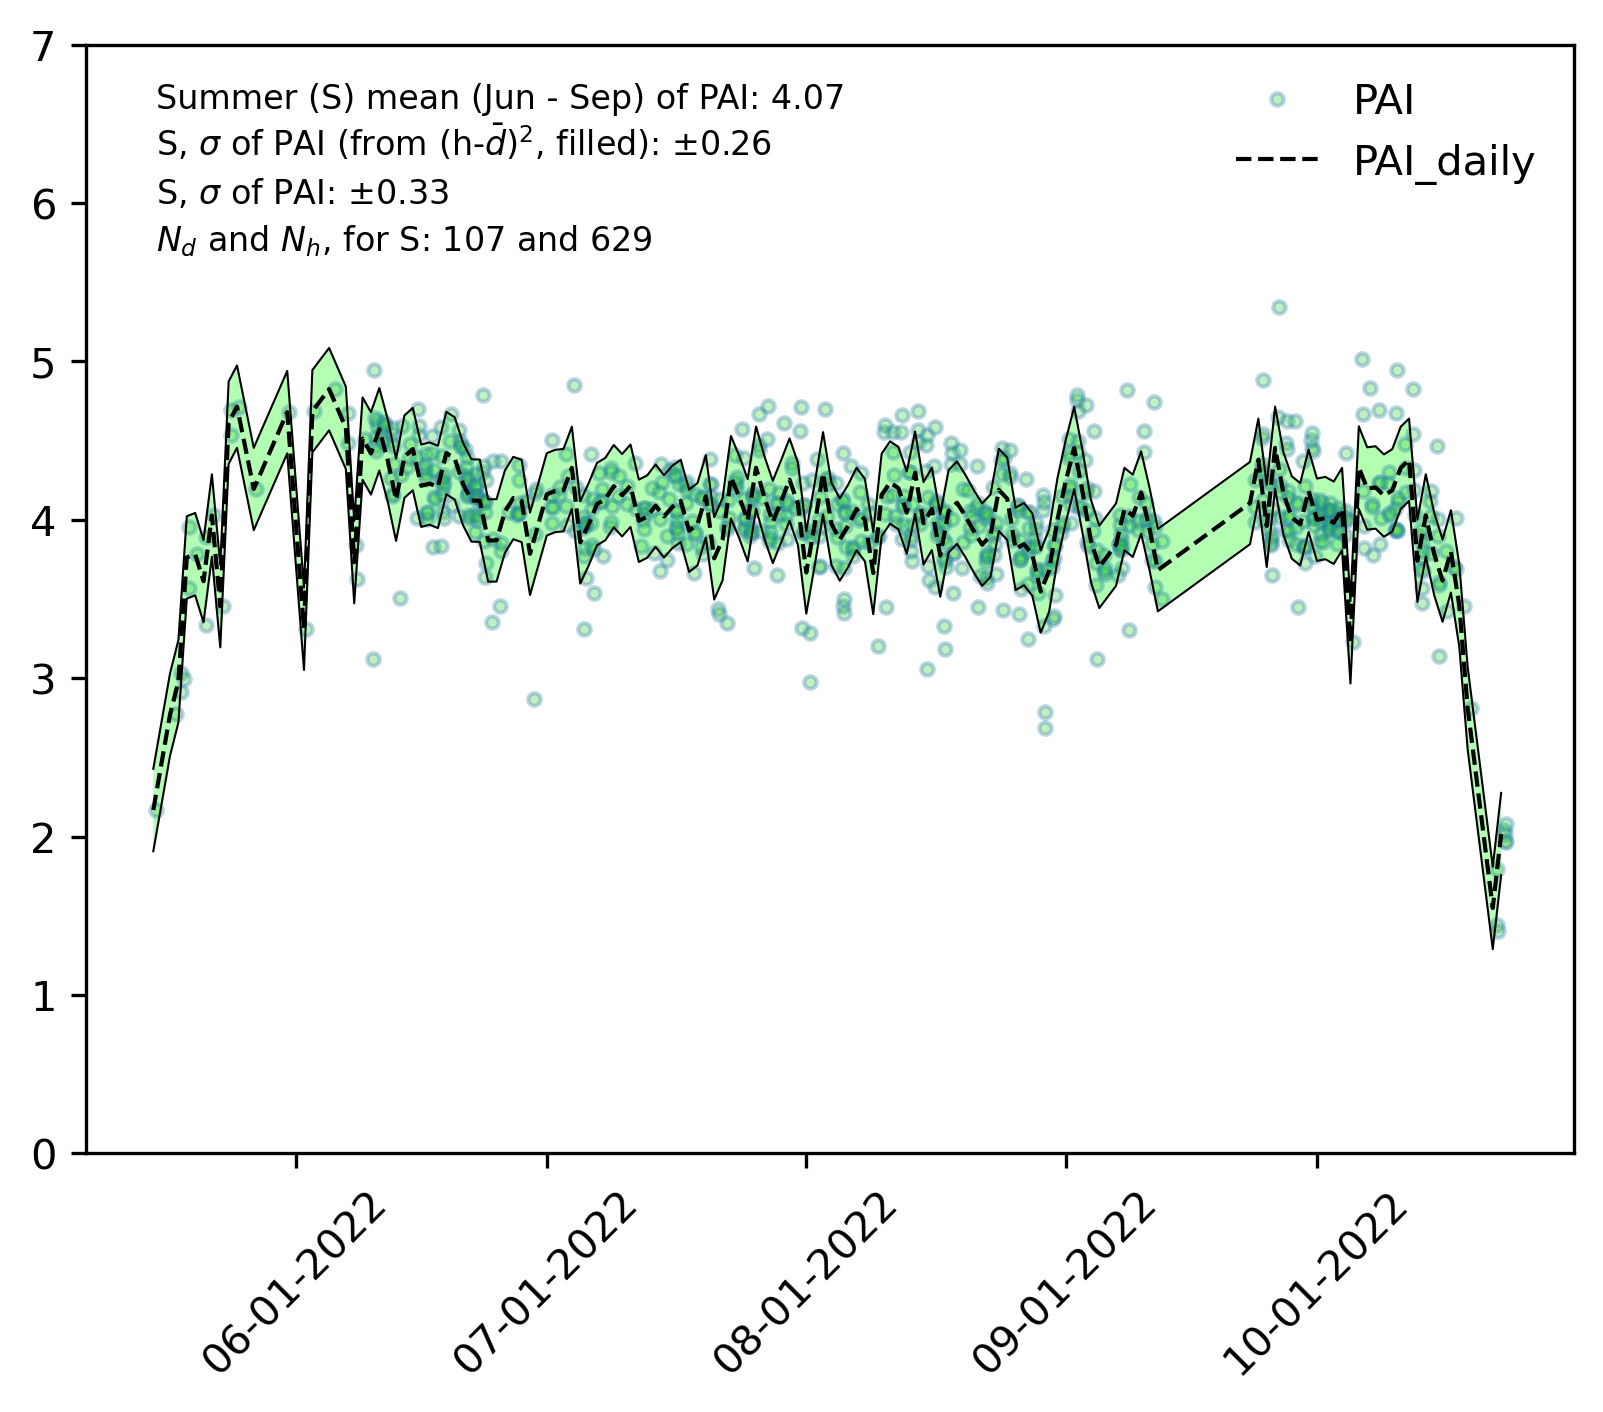 7
Summer (S) mean (Jun - Sep) of PAI: 4.07
S, σ of PAI (from (h-d̄)², filled): ±0.26
S, σ of PAI: ±0.33
N_d and N_h, for S: 107 and 629
PAI
PAI_daily
6
5
4
3
2
1
0
06-01-2022
07-01-2022
08-01-2022
09-01-2022
10-01-2022